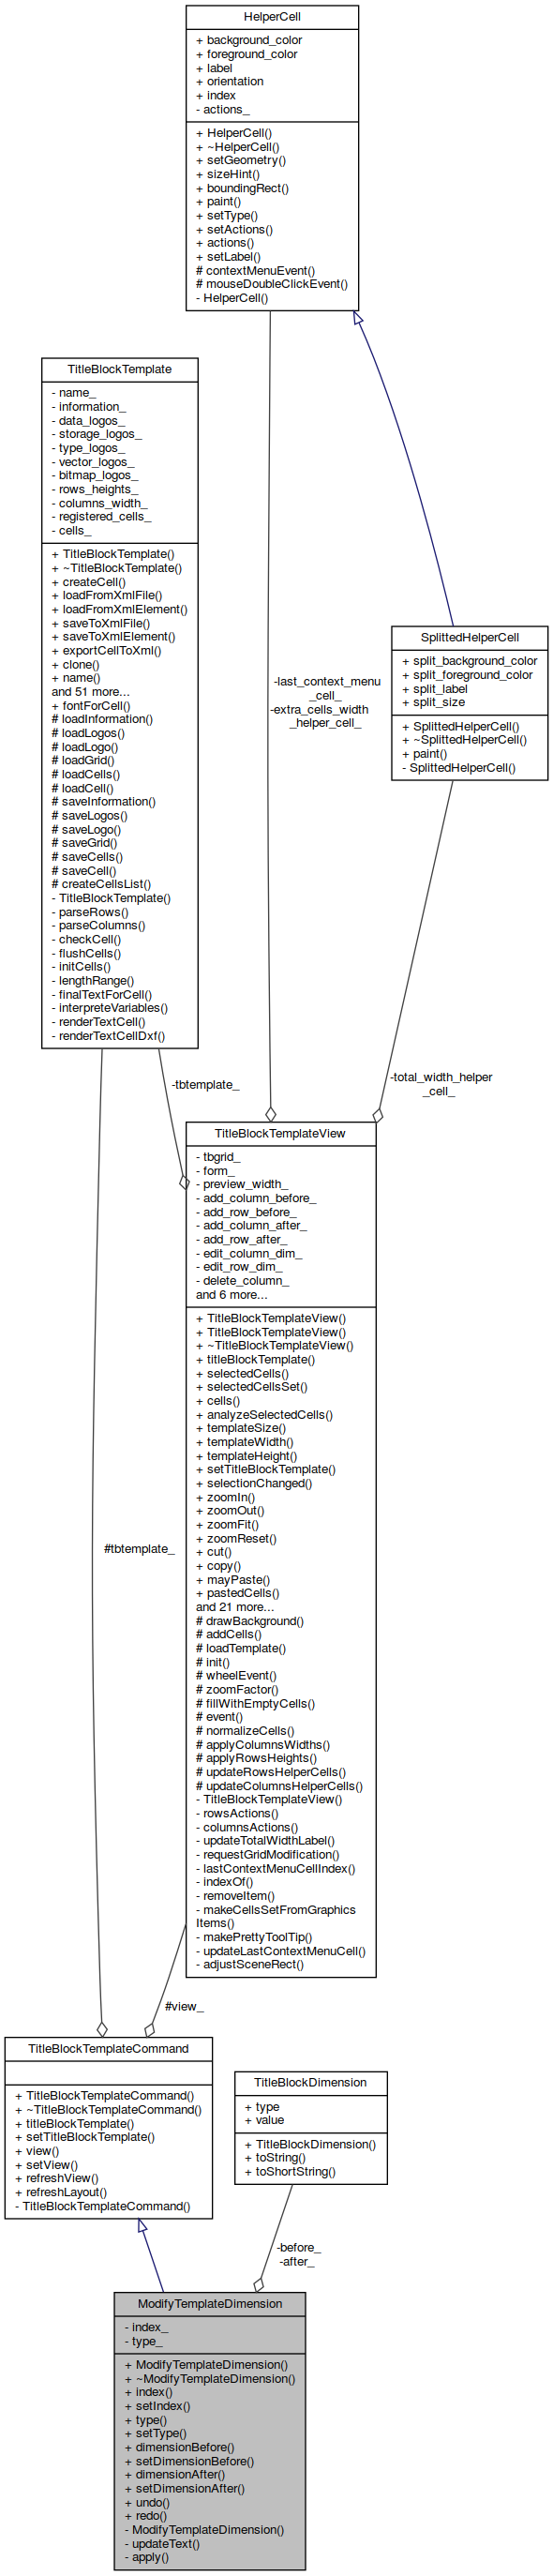 HelperCell
+ background_color
+ foreground_color
+ label
+ orientation
+ index
- actions_
+ HelperCell()
+ ~HelperCell()
+ setGeometry()
+ sizeHint()
+ boundingRect()
+ paint()
+ setType()
+ setActions()
+ actions()
+ setLabel()
# contextMenuEvent()
# mouseDoubleClickEvent()
- HelperCell()
TitleBlockTemplate
- name_
- information_
- data_logos_
- storage_logos_
- type_logos_
- vector_logos_
- bitmap_logos_
- rows_heights_
- columns_width_
- registered_cells_
- cells_
+ TitleBlockTemplate()
+ ~TitleBlockTemplate()
+ createCell()
+ loadFromXmlFile()
+ loadFromXmlElement()
+ saveToXmlFile()
+ saveToXmlElement()
+ exportCellToXml()
+ clone()
+ name()
and 51 more...
+ fontForCell()
# loadInformation()
# loadLogos()
# loadLogo()
# loadGrid()
# loadCells()
# loadCell()
# saveInformation()
# saveLogos()
# saveLogo()
# saveGrid()
# saveCells()
# saveCell()
# createCellsList()
- TitleBlockTemplate()
- parseRows()
- parseColumns()
- checkCell()
- flushCells()
- initCells()
- lengthRange()
- finalTextForCell()
- interpreteVariables()
- renderTextCell()
- renderTextCellDxf()
SplittedHelperCell
+ split_background_color
+ split_foreground_color
+ split_label
+ split_size
+ SplittedHelperCell()
+ ~SplittedHelperCell()
+ paint()
- SplittedHelperCell()
-last_context_menu
_cell_
-extra_cells_width
_helper_cell_
-tbtemplate_
-total_width_helper
_cell_
TitleBlockTemplateView
- tbgrid_
- form_
- preview_width_
- add_column_before_
- add_row_before_
- add_column_after_
- add_row_after_
- edit_column_dim_
- edit_row_dim_
- delete_column_
and 6 more...
+ TitleBlockTemplateView()
+ TitleBlockTemplateView()
+ ~TitleBlockTemplateView()
+ titleBlockTemplate()
+ selectedCells()
+ selectedCellsSet()
+ cells()
+ analyzeSelectedCells()
+ templateSize()
+ templateWidth()
+ templateHeight()
+ setTitleBlockTemplate()
+ selectionChanged()
+ zoomIn()
+ zoomOut()
+ zoomFit()
+ zoomReset()
+ cut()
+ copy()
+ mayPaste()
+ pastedCells()
and 21 more...
# drawBackground()
# addCells()
# loadTemplate()
# init()
# wheelEvent()
# zoomFactor()
# fillWithEmptyCells()
# event()
# normalizeCells()
# applyColumnsWidths()
# applyRowsHeights()
# updateRowsHelperCells()
# updateColumnsHelperCells()
- TitleBlockTemplateView()
- rowsActions()
- columnsActions()
- updateTotalWidthLabel()
- requestGridModification()
- lastContextMenuCellIndex()
- indexOf()
- removeItem()
- makeCellsSetFromGraphics
Items()
- makePrettyToolTip()
- updateLastContextMenuCell()
- adjustSceneRect()
#tbtemplate_
#view_
TitleBlockTemplateCommand
+ TitleBlockTemplateCommand()
+ ~TitleBlockTemplateCommand()
+ titleBlockTemplate()
+ setTitleBlockTemplate()
+ view()
+ setView()
+ refreshView()
+ refreshLayout()
- TitleBlockTemplateCommand()
TitleBlockDimension
+ type
+ value
+ TitleBlockDimension()
+ toString()
+ toShortString()
-before_
-after_
ModifyTemplateDimension
- index_
- type_
+ ModifyTemplateDimension()
+ ~ModifyTemplateDimension()
+ index()
+ setIndex()
+ type()
+ setType()
+ dimensionBefore()
+ setDimensionBefore()
+ dimensionAfter()
+ setDimensionAfter()
+ undo()
+ redo()
- ModifyTemplateDimension()
- updateText()
- apply()